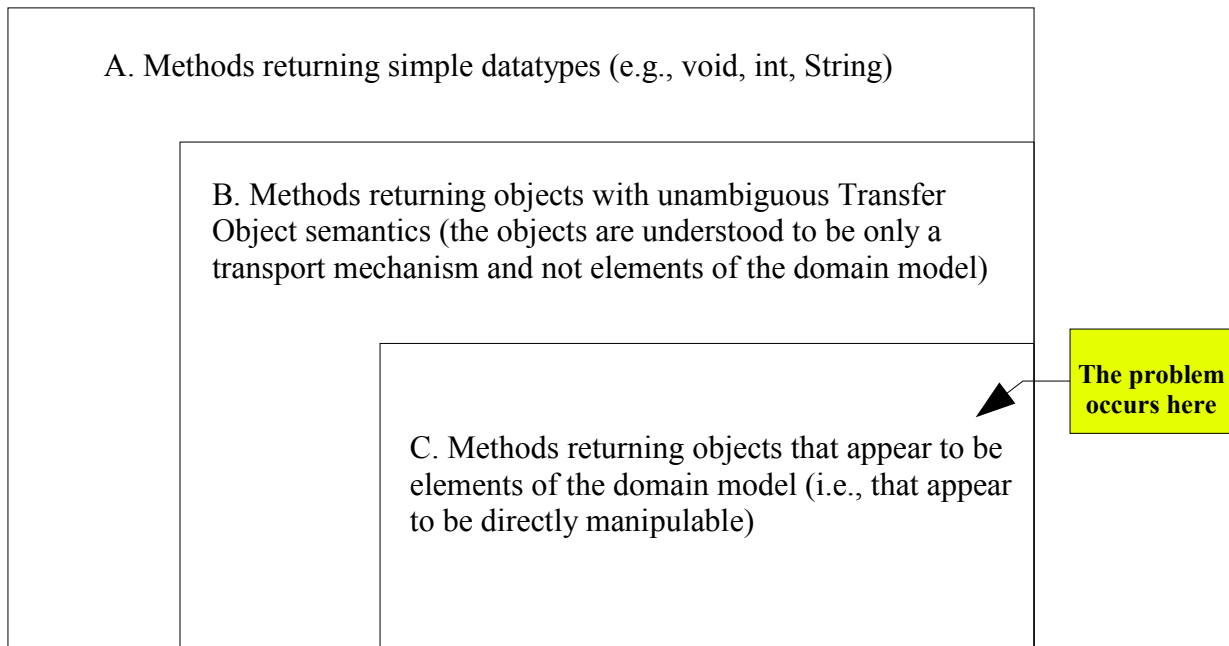 A. Methods returning simple datatypes (e.g., void, int, String)
B. Methods returning objects with unambiguous Transfer
Object semantics (the objects are understood to be only a
transport mechanism and not elements of the domain model)
The problem
occurs here
C. Methods returning objects that appear to be
elements of the domain model (i.e., that appear
to be directly manipulable)